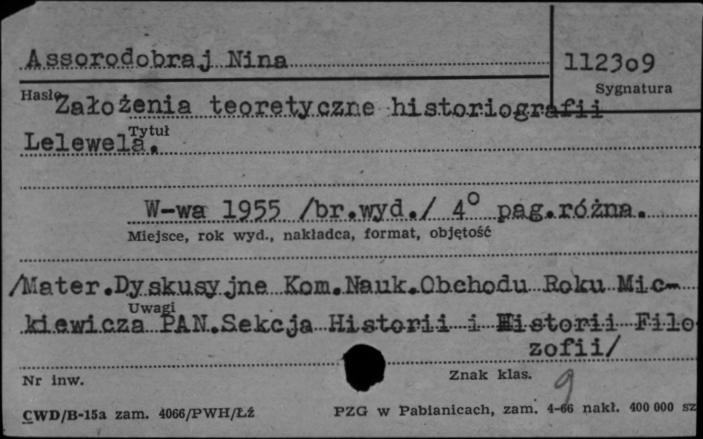 Assorodobraj Nina
112309
Sygnatura
Hasło
Założenia teoretyczne historiografii
Tytuł
Lelewela.
W-wa 1955 /br.wyd./ 4° pag.różna.
Miejsce, rok wyd., nakładca, format, objętość
/Mater.Dyskusyjne Kom.Nauk.Obchodu Roku Mic-
Uwagi
kiewicza PAN.Sekcja Historii i Historii Filo
zofii/
Nr inw.
Znak klas. 9
CWD/B-15a zam. 4066/PWH/Łź
PZG w Pabianicach, zam. 4-66 nakł. 400 000 sz